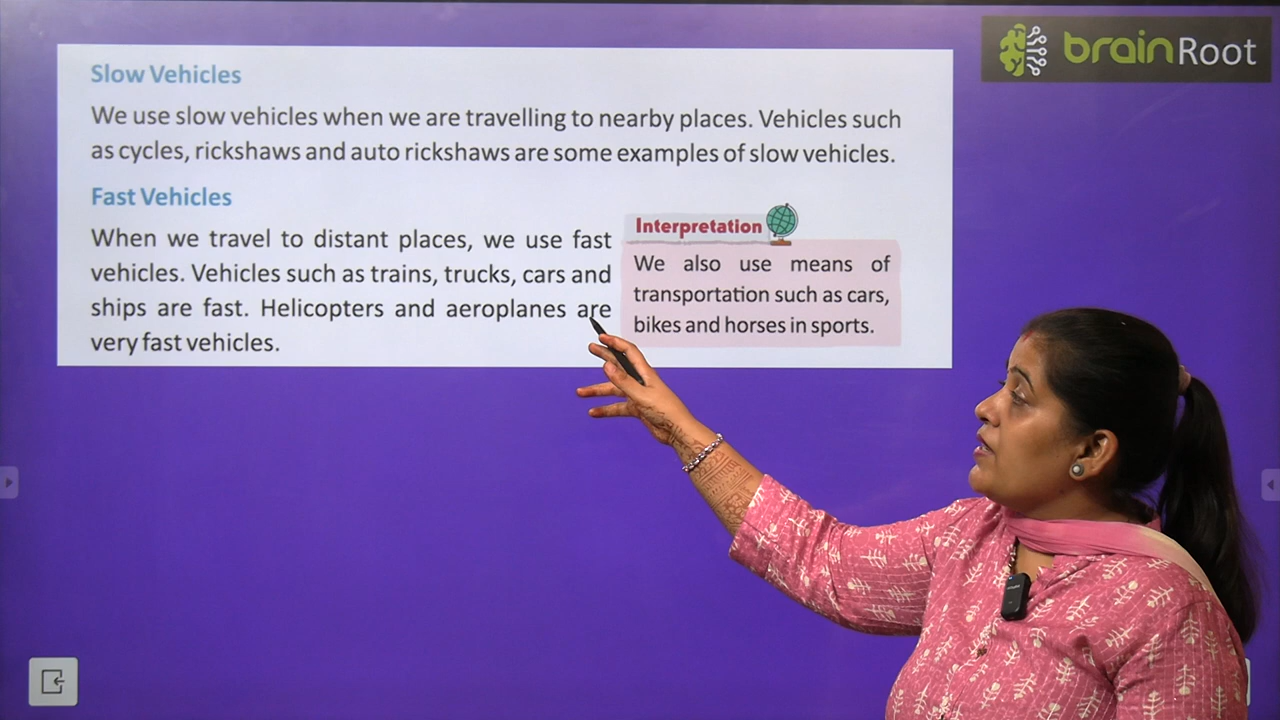 brainRoot
Slow Vehicles
We use slow vehicles when we are travelling to nearby places. Vehicles such
as cycles, rickshaws and auto rickshaws are some examples of slow vehicles.
Fast Vehicles
When we travel to distant places, we use fast
vehicles. Vehicles such as trains, trucks, cars and
ships are fast. Helicopters and aeroplanes are
very fast vehicles.
Interpretation
We also use means of
transportation such as cars,
bikes and horses in sports.